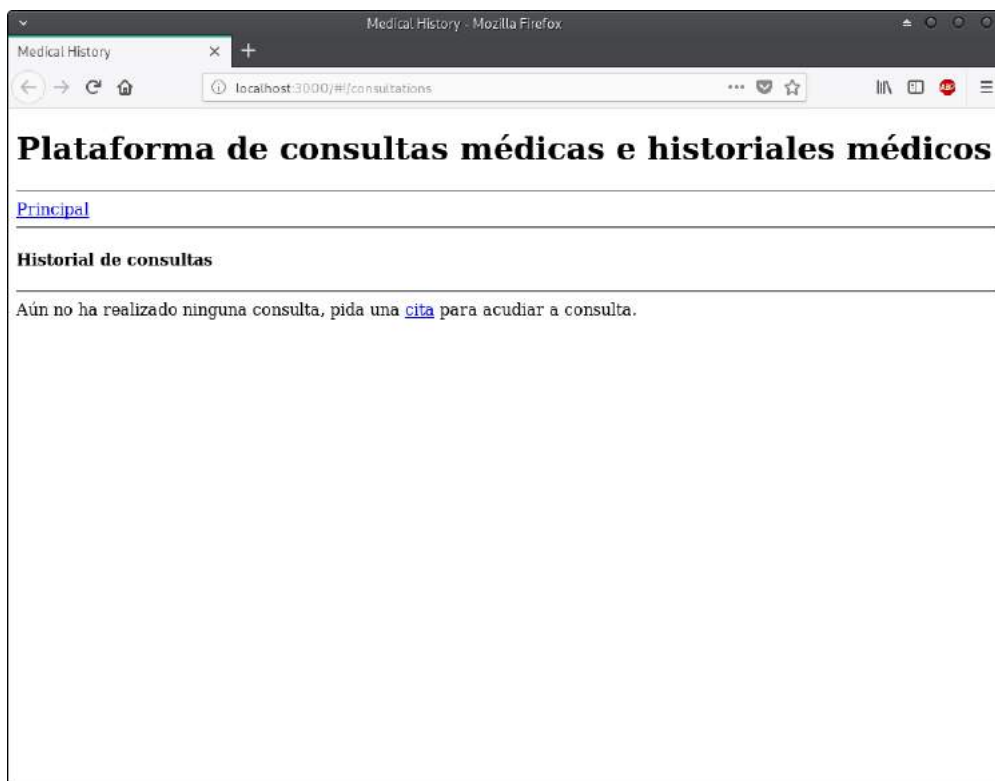 Medical History - Mozilla Firefox
Medical History
localhost:3000/#!/consultations
ABP
Plataforma de consultas médicas e historiales médicos
Principal
Historial de consultas
Aún no ha realizado ninguna consulta, pida una cita para acudiar a consulta.